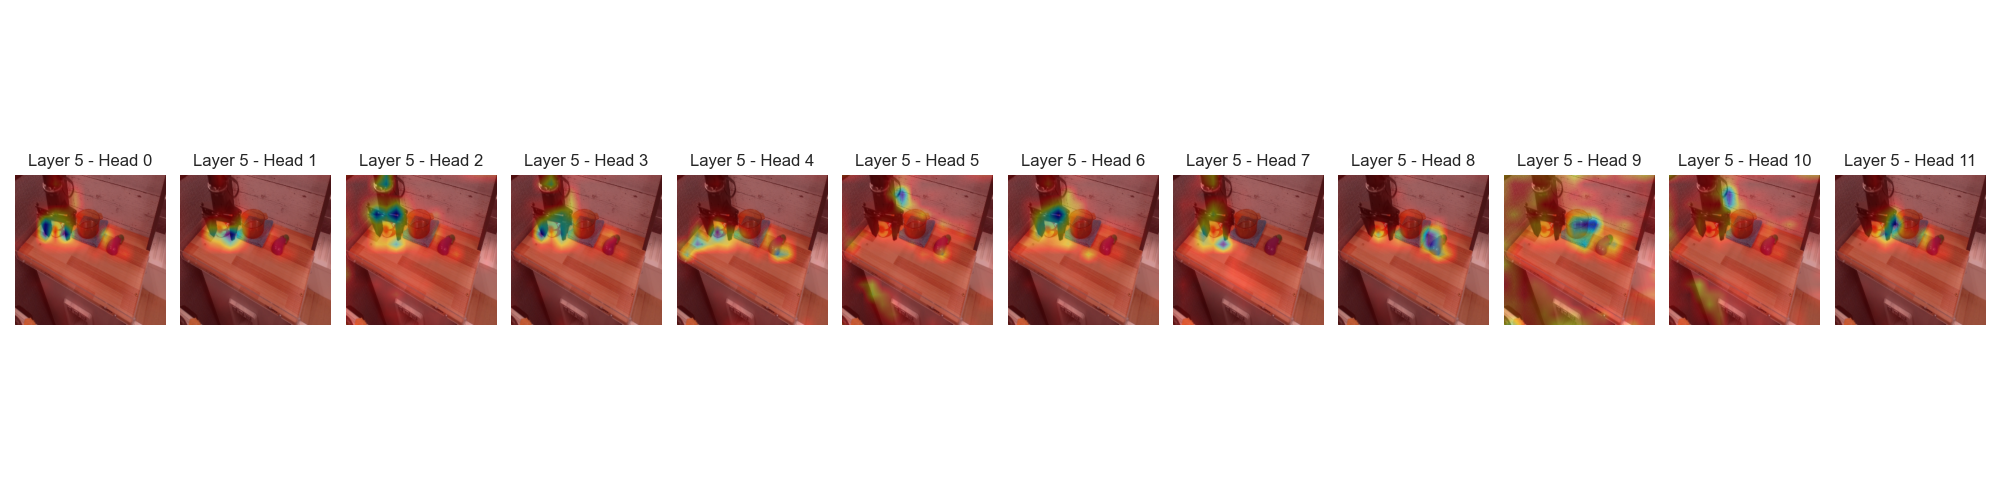 Layer 5 - Head 0
Layer 5 - Head 1
Layer 5 - Head 2
Layer 5 - Head 3
Layer 5 - Head 4
Layer 5 - Head 5
Layer 5 - Head 6
Layer 5 - Head 7
Layer 5 - Head 8
Layer 5 - Head 9
Layer 5 - Head 10
Layer 5 - Head 11